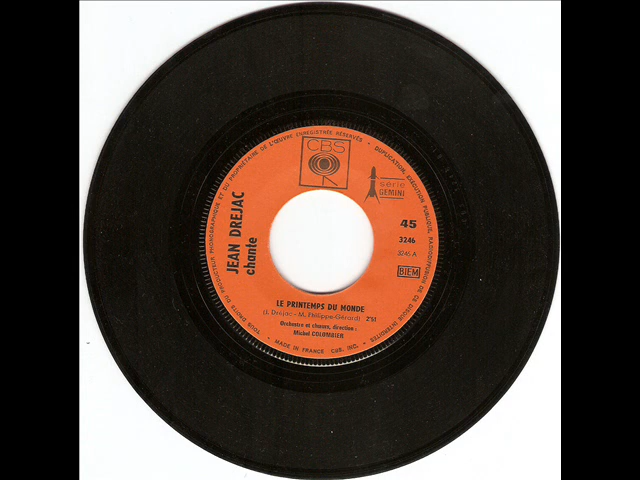 TOUS DROITS DU PRODUCTEUR PHONOGRAPHIQUE ET DU PROPRIÉTAIRE DE L'ŒUVRE ENREGISTRÉE RÉSERVÉS • DUPLICATION, EXÉCUTION PUBLIQUE, RADIODIFFUSION DE CE DISQUE INTERDITES •
CBS
série
GEMINI
JEAN DREJAC
chante
45
3246
3246 A
BIEM
LE PRINTEMPS DU MONDE
(J. Dréjac - M. Philippe-Gérard) 2'51
Orchestre et chœurs, direction :
Michel COLOMBIER
MADE IN FRANCE CBS. INC. •